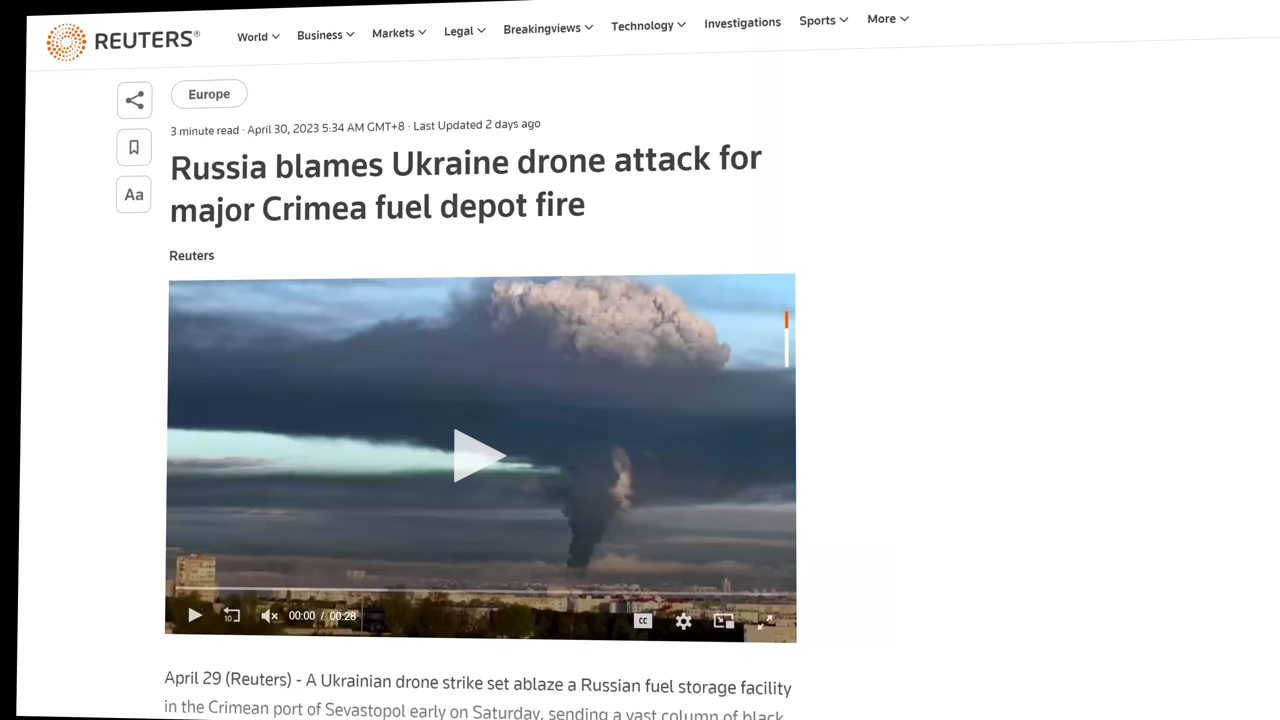 REUTERS®
World Business Markets Legal Breakingviews Technology Investigations Sports More
Europe
3 minute read · April 30, 2023 5:34 AM GMT+8 · Last Updated 2 days ago
Aa
Russia blames Ukraine drone attack for
major Crimea fuel depot fire
Reuters
10
00:00 / 00:28
CC
April 29 (Reuters) - A Ukrainian drone strike set ablaze a Russian fuel storage facility
in the Crimean port of Sevastopol early on Saturday, sending a vast column of black